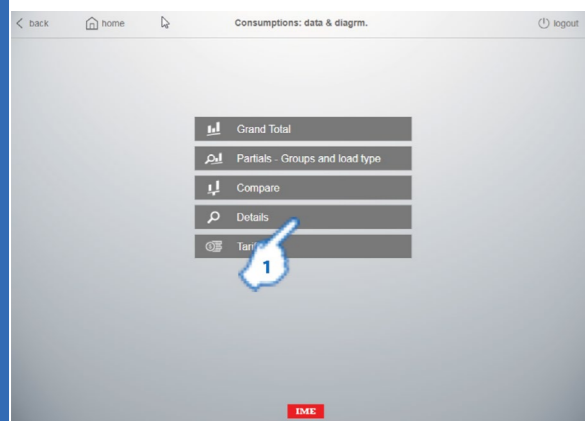 back home Consumptions: data & diagrm. logout
Grand Total
Partials - Groups and load type
Compare
Details
1
IME